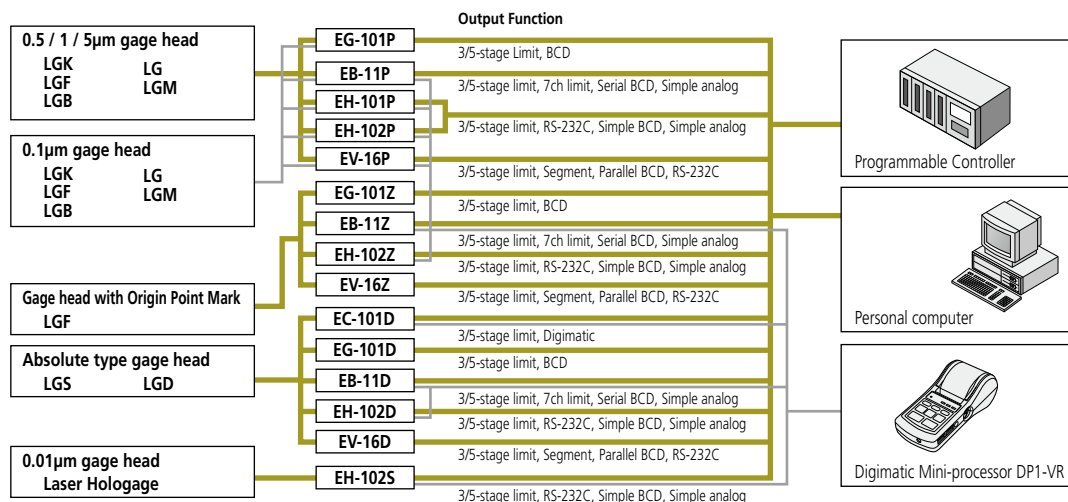 Output Function
0.5 / 1 / 5µm gage head
LGK
LG
LGF
LGM
LGB
0.1µm gage head
LGK
LG
LGF
LGM
LGB
Gage head with Origin Point Mark
LGF
Absolute type gage head
LGS LGD
0.01µm gage head
Laser Hologage
EG-101P
3/5-stage Limit, BCD
EB-11P
3/5-stage limit, 7ch limit, Serial BCD, Simple analog
EH-101P
3/5-stage limit, RS-232C, Simple BCD, Simple analog
EH-102P
EV-16P
3/5-stage limit, Segment, Parallel BCD, RS-232C
EG-101Z
3/5-stage limit, BCD
EB-11Z
3/5-stage limit, 7ch limit, Serial BCD, Simple analog
EH-102Z
3/5-stage limit, RS-232C, Simple BCD, Simple analog
EV-16Z
3/5-stage limit, Segment, Parallel BCD, RS-232C
EC-101D
3/5-stage limit, Digimatic
EG-101D
3/5-stage limit, BCD
EB-11D
3/5-stage limit, 7ch limit, Serial BCD, Simple analog
EH-102D
3/5-stage limit, RS-232C, Simple BCD, Simple analog
EV-16D
3/5-stage limit, Segment, Parallel BCD, RS-232C
EH-102S
3/5-stage limit, RS-232C, Simple BCD, Simple analog
Programmable Controller
Personal computer
Digimatic Mini-processor DP1-VR